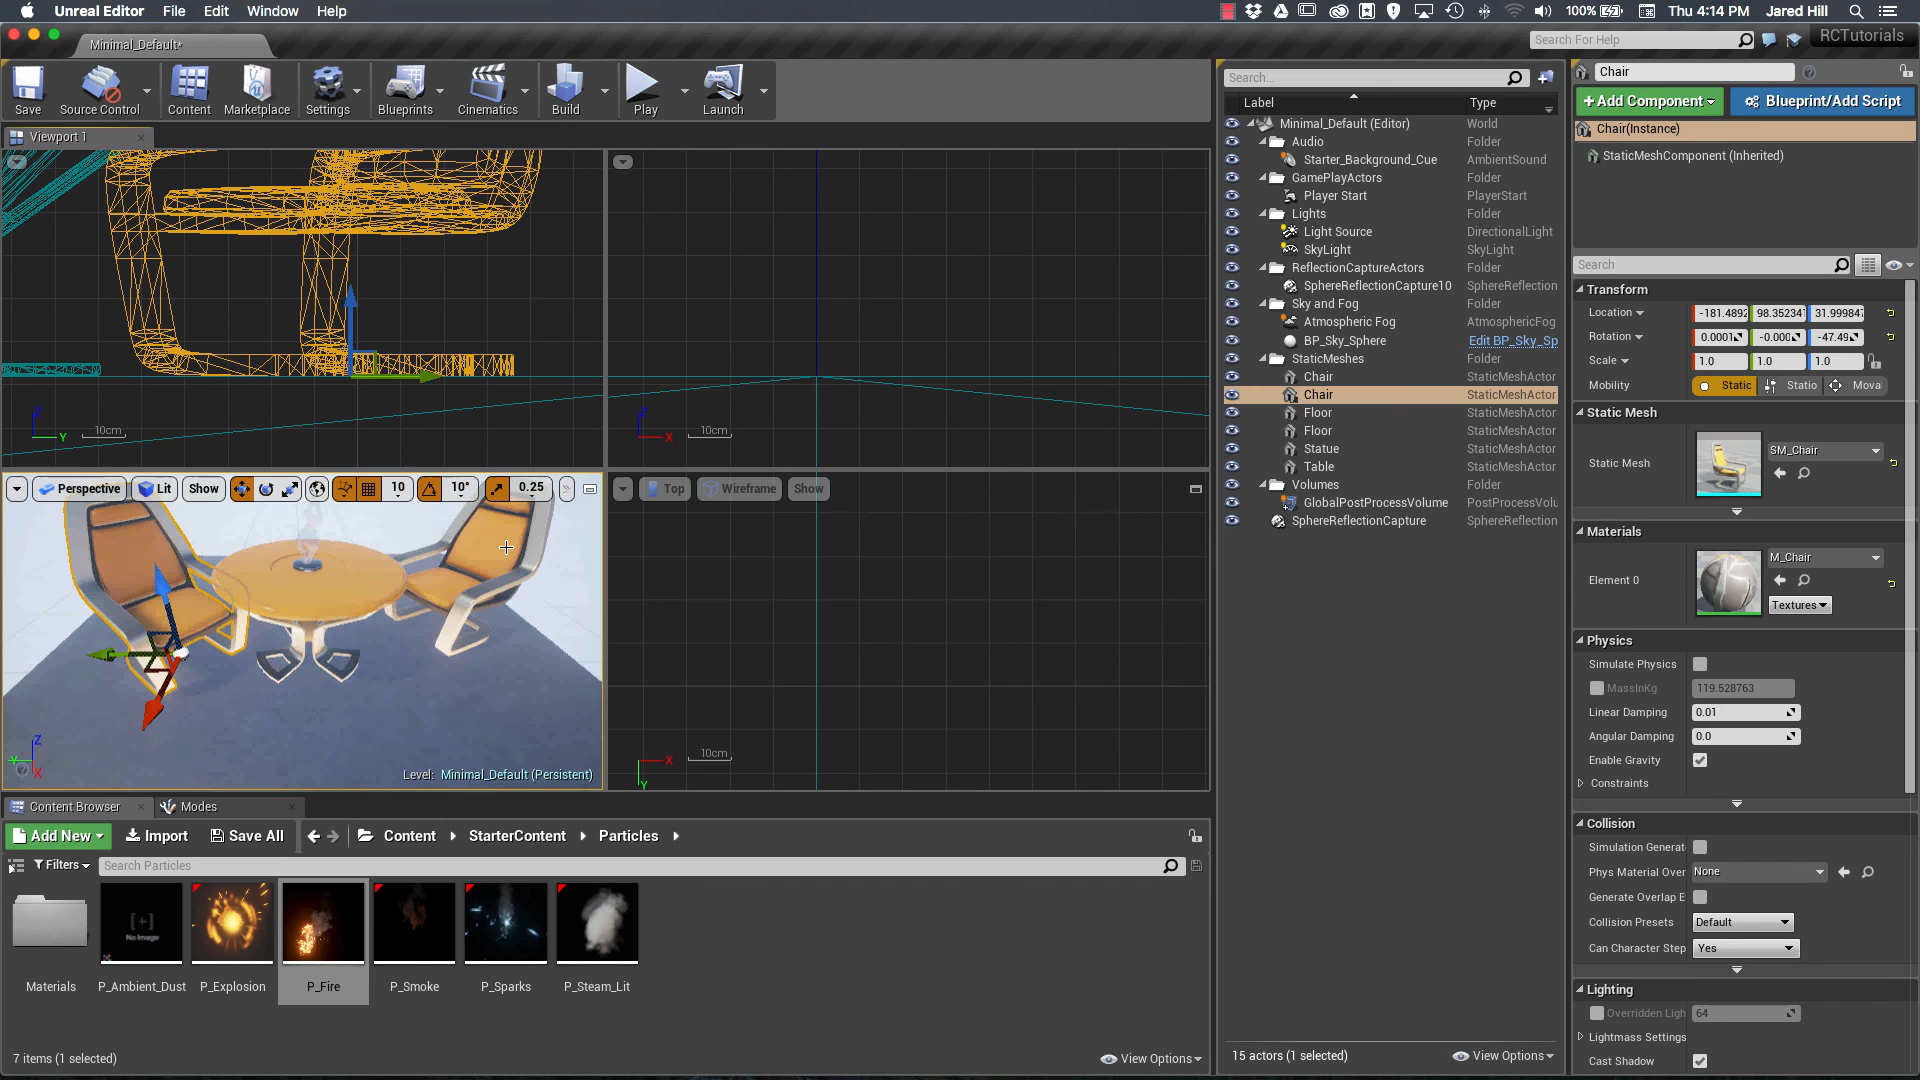 Unreal Editor File Edit Window Help
100% Thu 4:14 PM Jared Hill
Minimal_Default*
Search For Help
RCTutorials
Save Source Control Content Marketplace Settings Blueprints Cinematics Build Play Launch
Viewport 1
Z
Y
10cm
Z
X
10cm
Perspective Lit Show 10 10° 0.25
Top Wireframe Show
Z
Y
X
Level: Minimal_Default (Persistent)
X
Y
10cm
Content Browser Modes
Add New Import Save All Content StarterContent Particles
Filters Search Particles
[+]
No Image
Materials P_Ambient_Dust P_Explosion P_Fire P_Smoke P_Sparks P_Steam_Lit
7 items (1 selected) View Options
Search...
Label Type
Minimal_Default (Editor) World
Audio Folder
Starter_Background_Cue AmbientSound
GamePlayActors Folder
Player Start PlayerStart
Lights Folder
Light Source DirectionalLight
SkyLight SkyLight
ReflectionCaptureActors Folder
SphereReflectionCapture10 SphereReflection
Sky and Fog Folder
Atmospheric Fog AtmosphericFog
BP_Sky_Sphere Edit BP_Sky_Sp
StaticMeshes Folder
Chair StaticMeshActor
Chair StaticMeshActor
Floor StaticMeshActor
Floor StaticMeshActor
Statue StaticMeshActor
Table StaticMeshActor
Volumes Folder
GlobalPostProcessVolume PostProcessVolu
SphereReflectionCapture SphereReflection
15 actors (1 selected) View Options
Chair
+Add Component Blueprint/Add Script
Chair(Instance)
StaticMeshComponent (Inherited)
Search
Transform
Location -181.4892 98.352341 31.999847
Rotation 0.0001 -0.000 -47.49
Scale 1.0 1.0 1.0
Mobility Static Statio Moval
Static Mesh
Static Mesh SM_Chair
Materials
Element 0 M_Chair
Textures
Physics
Simulate Physics
MassInKg 119.528763
Linear Damping 0.01
Angular Damping 0.0
Enable Gravity
Constraints
Collision
Simulation Generat
Phys Material Over None
Generate Overlap E
Collision Presets Default
Can Character Step Yes
Lighting
Overridden Ligh 64
Lightmass Settings
Cast Shadow